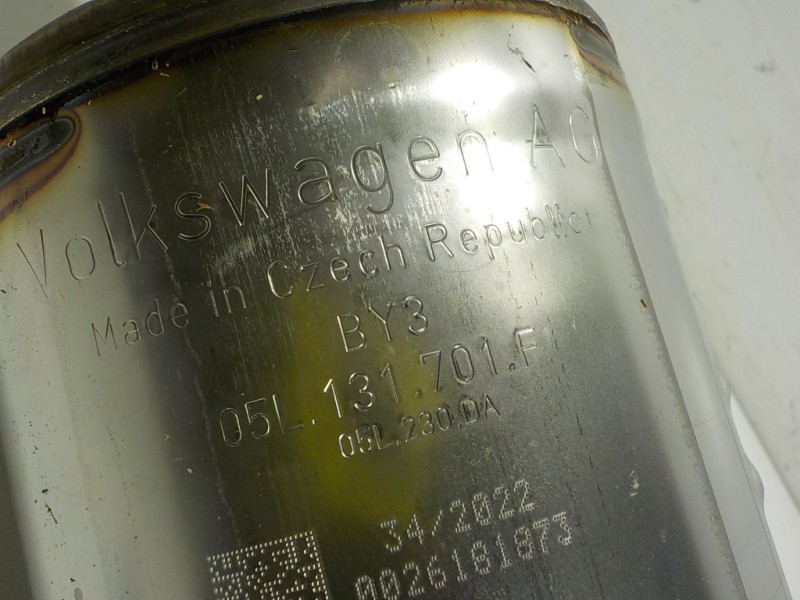 Volkswagen AG
Made in Czech Republic
BY3
05L.131.701.F
05L.230.DA
34/2022
0026181873